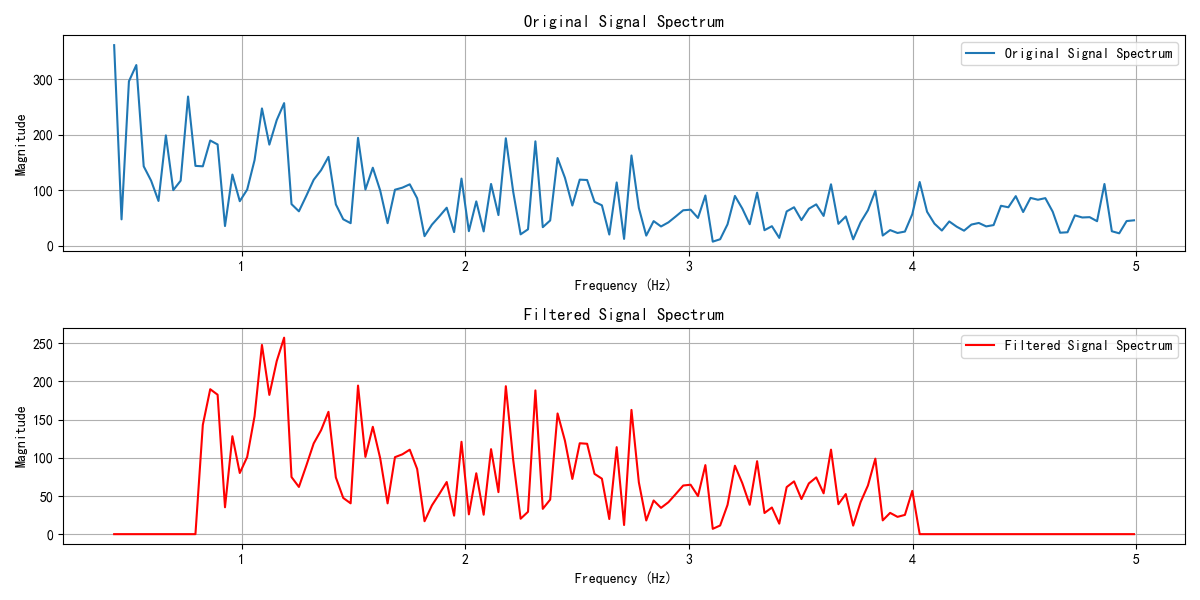 Original Signal Spectrum
Original Signal Spectrum
Magnitude
300
200
100
0
1 2 3 4 5
Frequency (Hz)
Filtered Signal Spectrum
Filtered Signal Spectrum
Magnitude
250
200
150
100
50
0
1 2 3 4 5
Frequency (Hz)